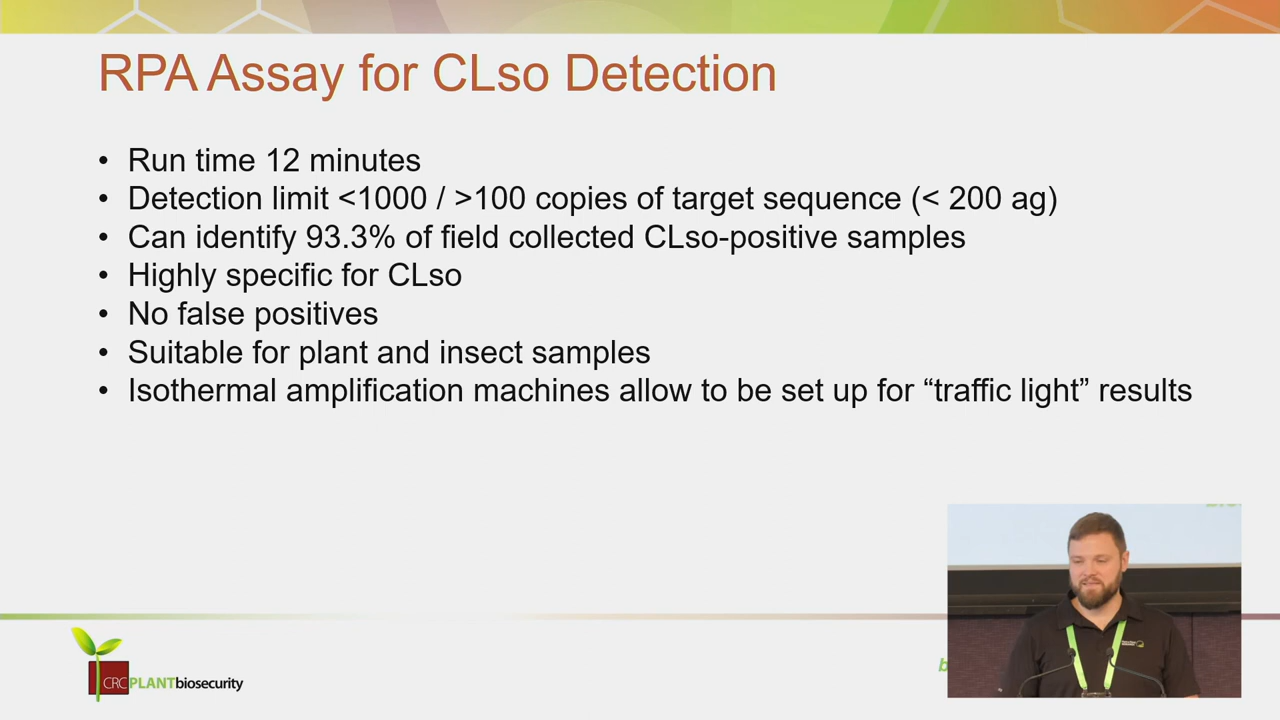 RPA Assay for CLso Detection
• Run time 12 minutes
• Detection limit <1000 / >100 copies of target sequence (< 200 ag)
• Can identify 93.3% of field collected CLso-positive samples
• Highly specific for CLso
• No false positives
• Suitable for plant and insect samples
• Isothermal amplification machines allow to be set up for “traffic light” results
CRCPLANTbiosecurity
b